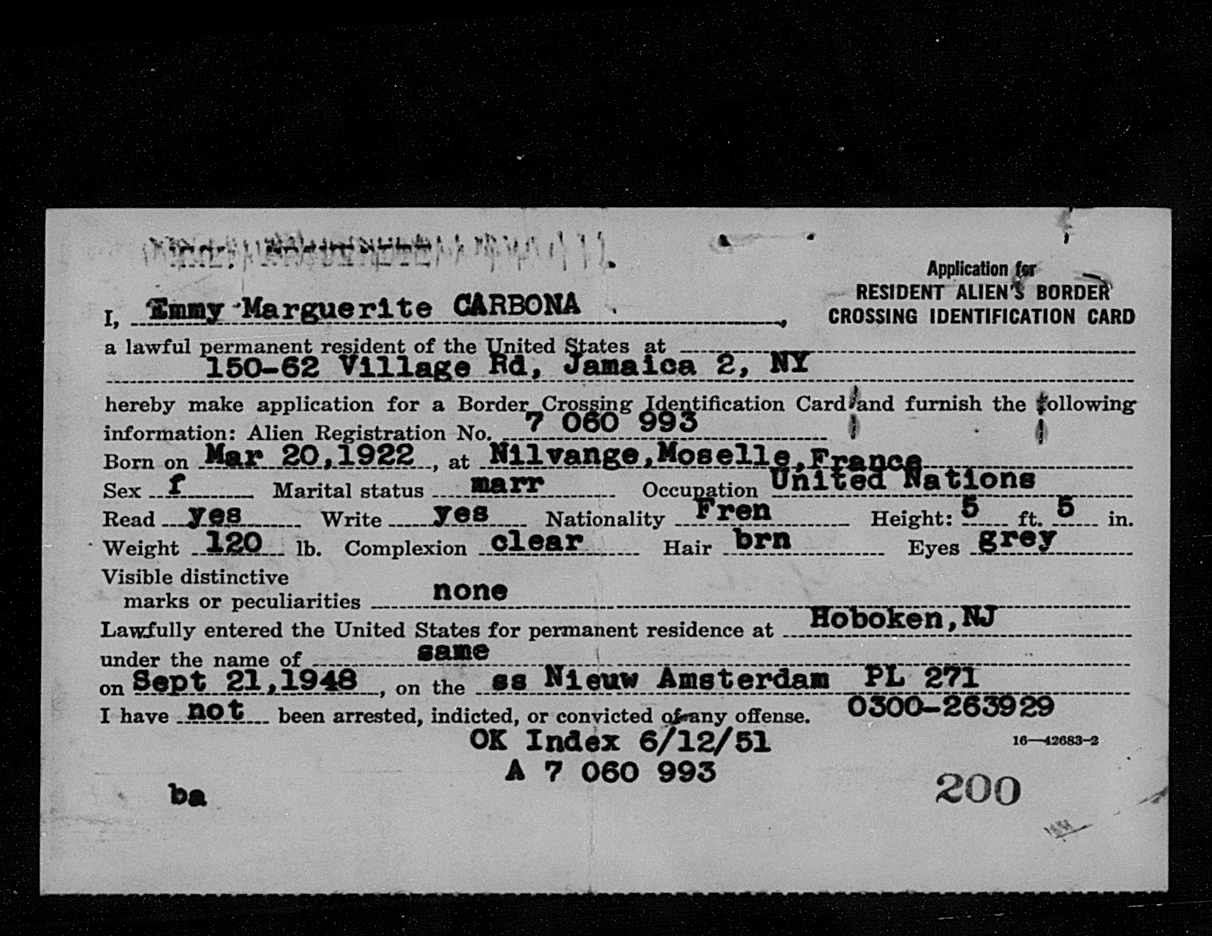 Application for
RESIDENT ALIEN'S BORDER
CROSSING IDENTIFICATION CARD
I, Emmy Marguerite CARBONA,
a lawful permanent resident of the United States at
150-62 Village Rd, Jamaica 2, NY
hereby make application for a Border Crossing Identification Card and furnish the following
information: Alien Registration No. 7 060 993
Born on Mar 20,1922, at Nilvange,Moselle,France
Sex f Marital status marr Occupation United Nations
Read yes Write yes Nationality Fren Height: 5 ft. 5 in.
Weight 120 lb. Complexion clear Hair brn Eyes grey
Visible distinctive
marks or peculiarities none
Lawfully entered the United States for permanent residence at Hoboken,NJ
under the name of same
on Sept 21,1948, on the ss Nieuw Amsterdam PL 271
I have not been arrested, indicted, or convicted of any offense. 0300-263929
OK Index 6/12/51
16—42683-2
A 7 060 993
ba
200